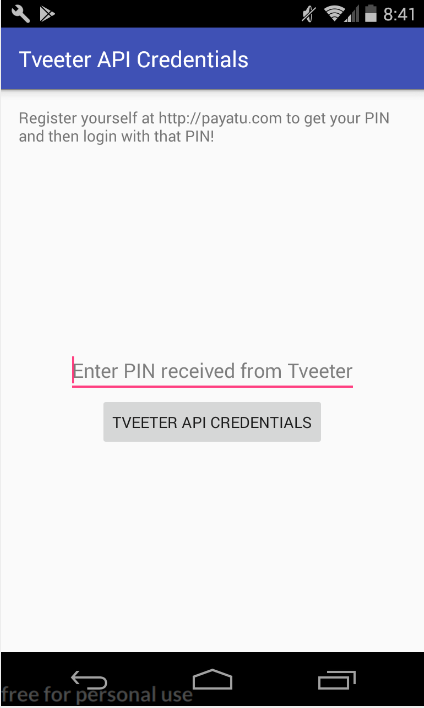 8:41
Tveeter API Credentials
Register yourself at http://payatu.com to get your PIN
and then login with that PIN!
Enter PIN received from Tveeter
TVEETER API CREDENTIALS
free for personal use